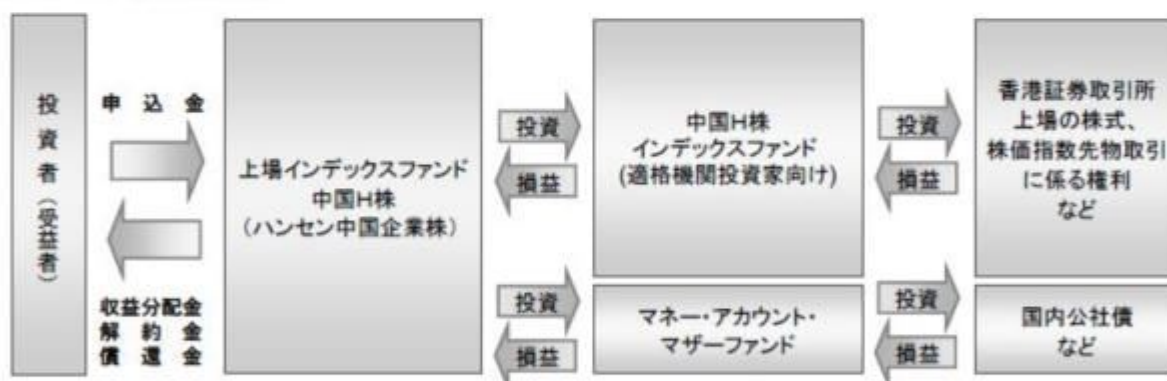 投資者（受益者）
申込金
収益分配金
解約金
償還金
上場インデックスファンド
中国H株
（ハンセン中国企業株）
投資
損益
投資
損益
中国H株
インデックスファンド
(適格機関投資家向け)
マネー・アカウント・
マザーファンド
投資
損益
投資
損益
香港証券取引所
上場の株式、
株価指数先物取引
に係る権利
など
国内公社債
など